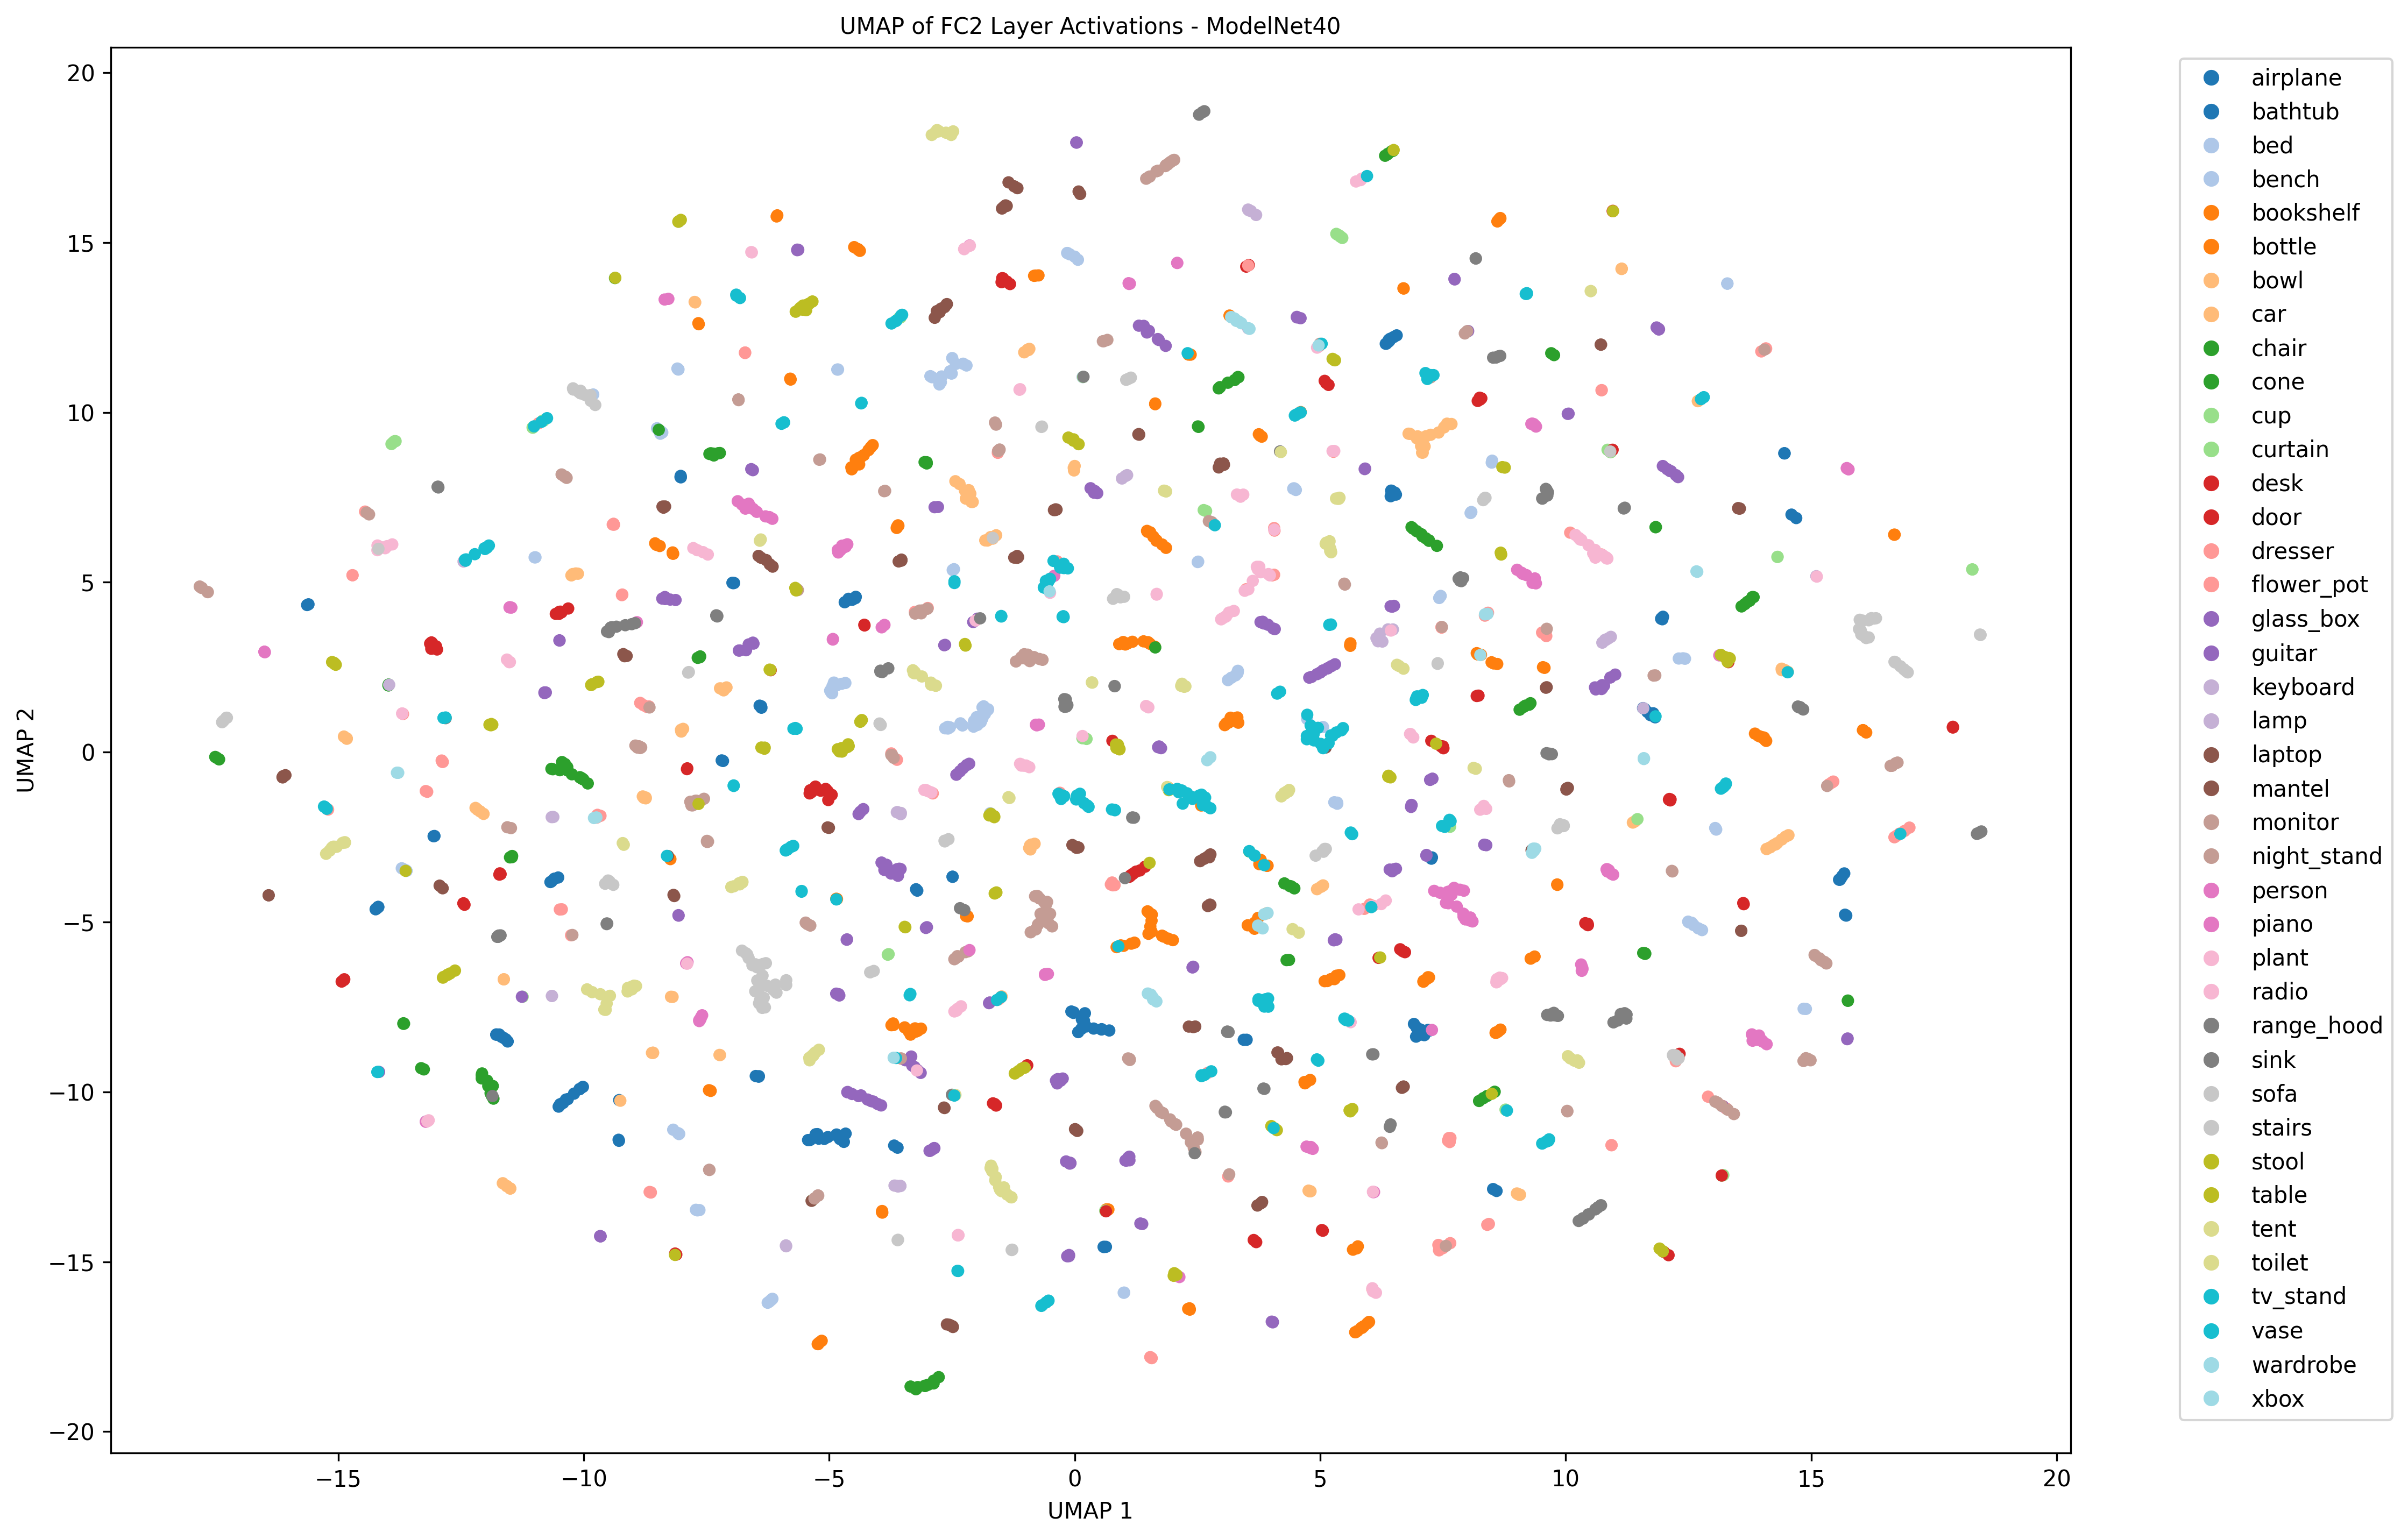 UMAP of FC2 Layer Activations - ModelNet40
20
15
10
5
0
−5
−10
−15
−20
UMAP 2
−15
−10
−5
0
5
10
15
20
UMAP 1
airplane
bathtub
bed
bench
bookshelf
bottle
bowl
car
chair
cone
cup
curtain
desk
door
dresser
flower_pot
glass_box
guitar
keyboard
lamp
laptop
mantel
monitor
night_stand
person
piano
plant
radio
range_hood
sink
sofa
stairs
stool
table
tent
toilet
tv_stand
vase
wardrobe
xbox